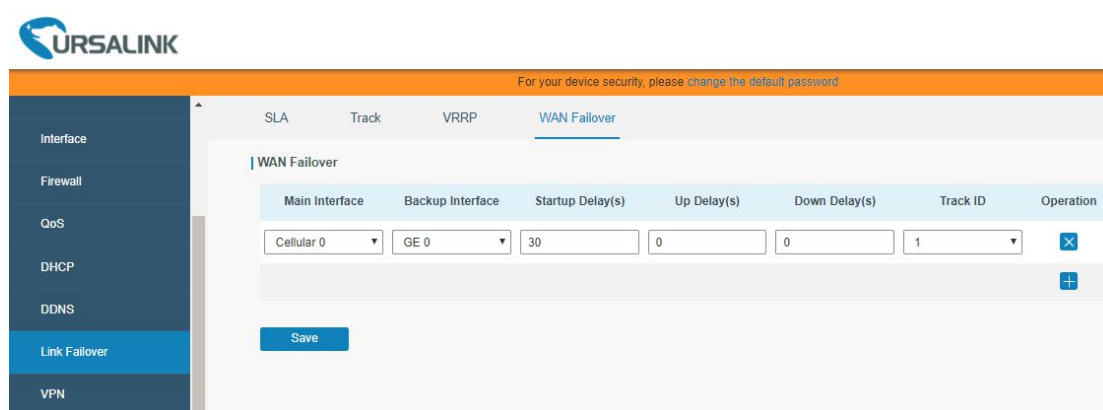 URSALINK
For your device security, please change the default password
SLA Track VRRP WAN Failover
Interface
WAN Failover
Firewall
Main Interface Backup Interface Startup Delay(s) Up Delay(s) Down Delay(s) Track ID Operation
QoS
Cellular 0 GE 0 30 0 0 1
DHCP
DDNS
Save
Link Failover
VPN